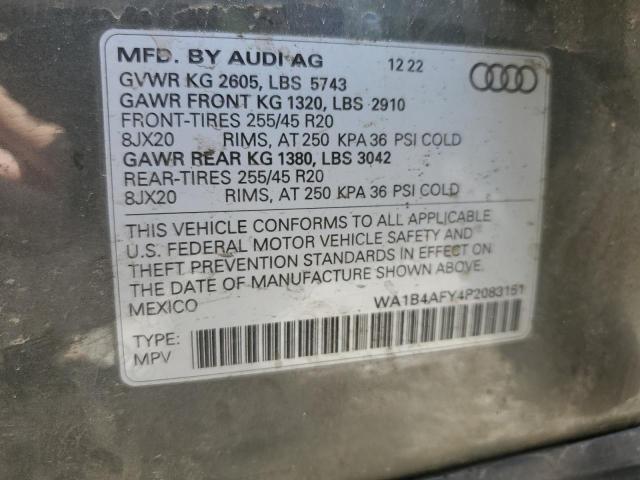 MFD. BY AUDI AG 12 22
GVWR KG 2605, LBS 5743
GAWR FRONT KG 1320, LBS 2910
FRONT-TIRES 255/45 R20
8JX20 RIMS, AT 250 KPA 36 PSI COLD
GAWR REAR KG 1380, LBS 3042
REAR-TIRES 255/45 R20
8JX20 RIMS, AT 250 KPA 36 PSI COLD
THIS VEHICLE CONFORMS TO ALL APPLICABLE
U.S. FEDERAL MOTOR VEHICLE SAFETY AND
THEFT PREVENTION STANDARDS IN EFFECT ON
THE DATE OF MANUFACTURE SHOWN ABOVE.
MEXICO WA1B4AFY4P2083151
TYPE:
MPV